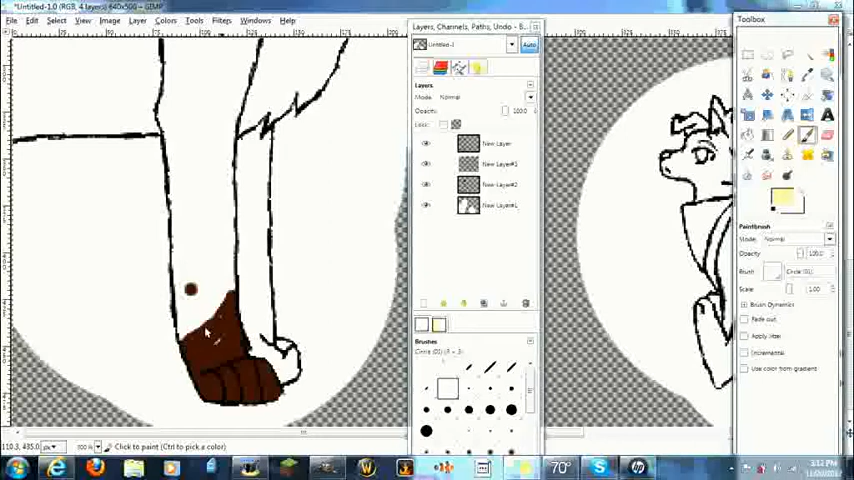 *Untitled-1.0 (RGB, 4 layers) 640x500 – GIMP
File Edit Select View Image Layer Colors Tools Filters Windows Help
Layers, Channels, Paths, Undo - B...
Untitled-1
Auto
Layers
Mode: Normal
Opacity: 100.0
Lock:
New Layer
New Layer#3
New Layer#2
New Layer#1
Brushes
Circle (01)
Toolbox
Paintbrush
Mode: Normal
Opacity: 100.0
Brush: Circle (01)
Scale: 1.00
Brush Dynamics
Fade out
Apply Jitter
Incremental
Use color from gradient
110.3, 435.0 px
Click to paint (Ctrl to pick a color)
70°
3:12 PM